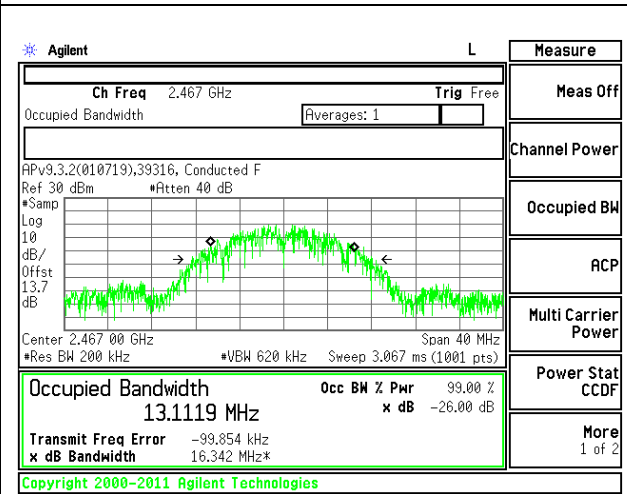 Agilent L Measure
Ch Freq 2.467 GHz Trig Free
Meas Off
Occupied Bandwidth Averages: 1
Channel Power
APv9.3.2(010719),39316, Conducted F
Ref 30 dBm #Atten 40 dB
#Samp
Log
10
dB/
Offst
13.7
dB
Occupied BW
ACP
Multi Carrier
Power
Center 2.467 00 GHz Span 40 MHz
#Res BW 200 kHz #VBW 620 kHz Sweep 3.067 ms (1001 pts)
Power Stat
CCDF
Occupied Bandwidth Occ BW % Pwr 99.00 %
13.1119 MHz x dB -26.00 dB
Transmit Freq Error -99.854 kHz
x dB Bandwidth 16.342 MHz*
More
1 of 2
Copyright 2000-2011 Agilent Technologies